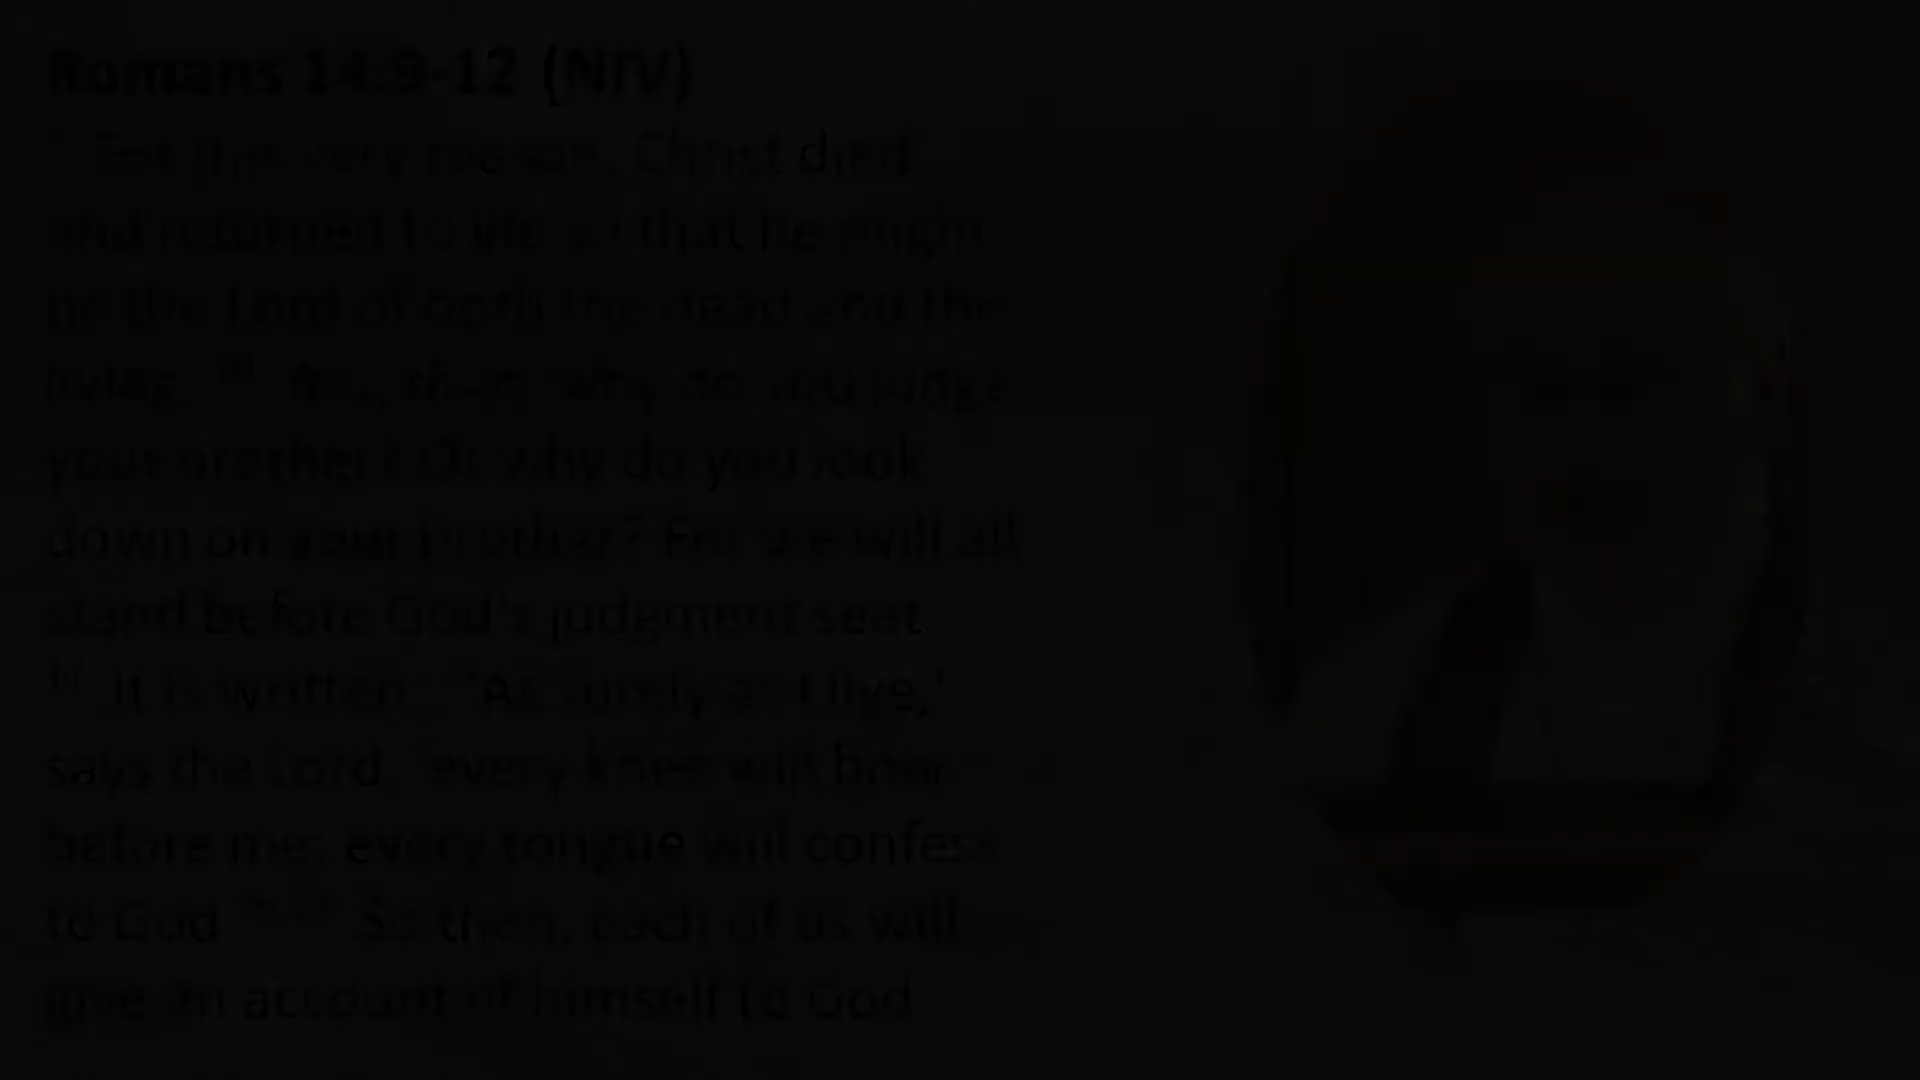 Romans 14:9-12 (NIV)
For this very reason, Christ died
and returned to life so that he might
be the Lord of both the dead and the
living. 10 You, then, why do you judge
your brother? Or why do you look
down on your brother? For we will all
stand before God's judgment seat.
11 It is written: "'As surely as I live,'
says the Lord, 'every knee will bow
before me; every tongue will confess
to God.'" 12 So then, each of us will
give an account of himself to God.